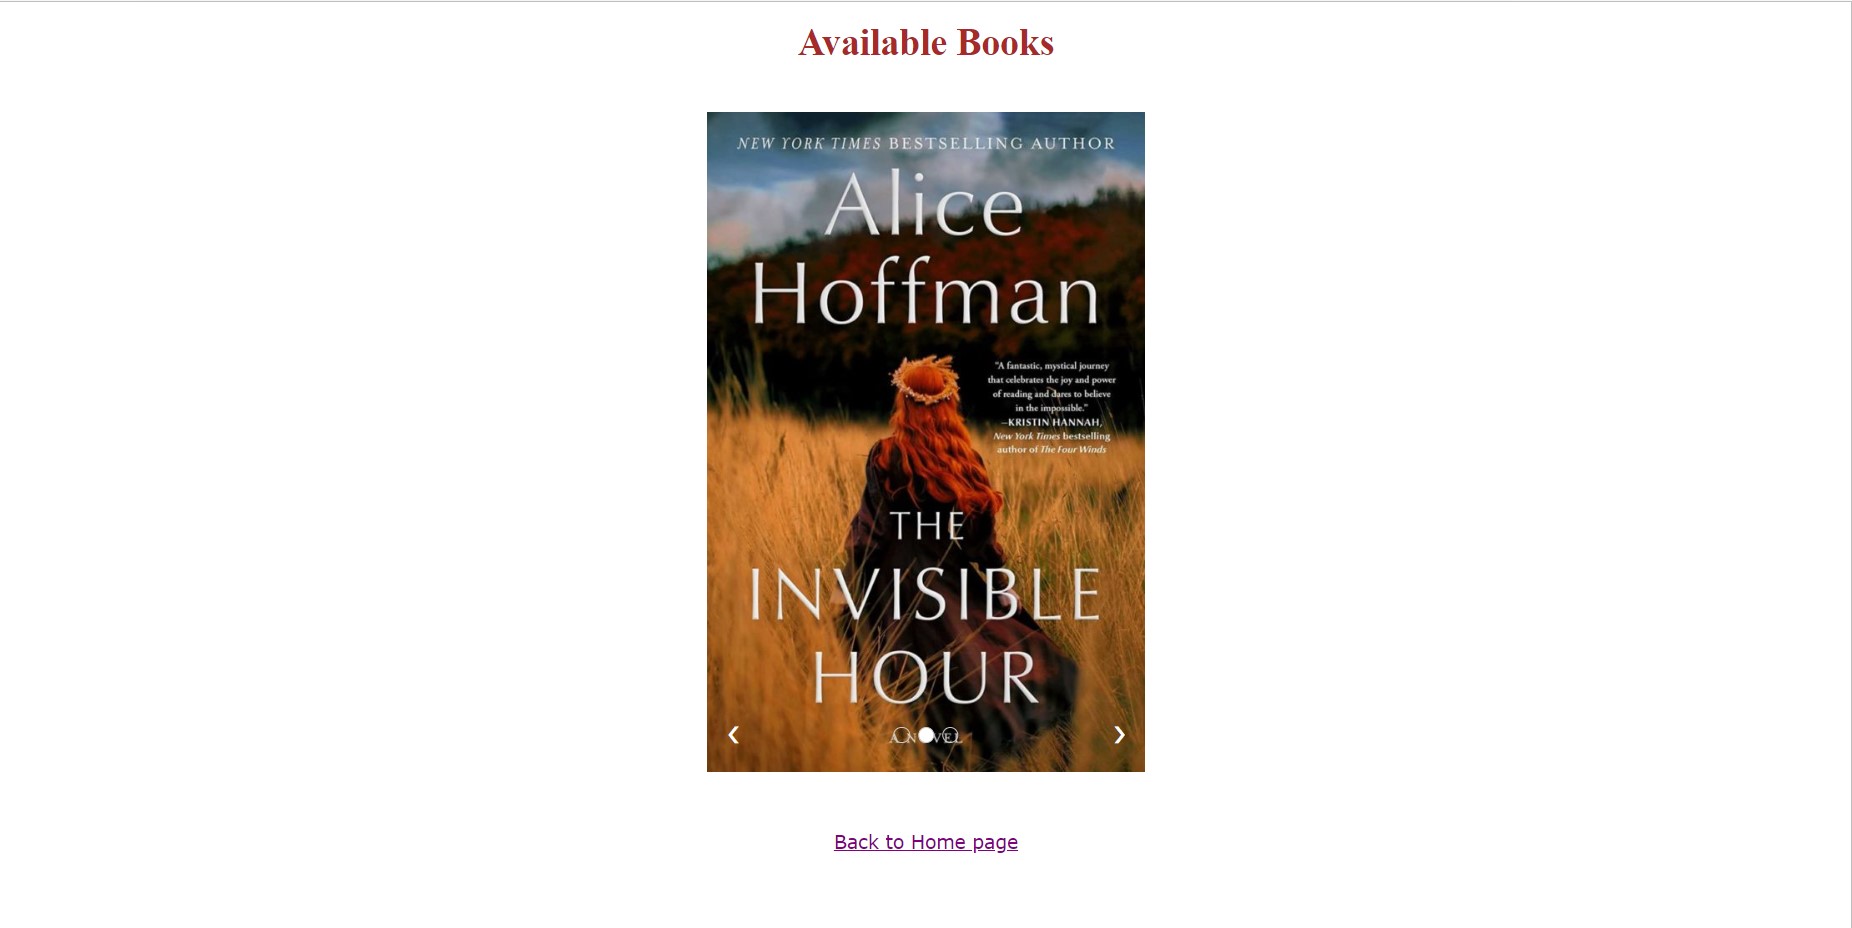 Available Books
NEW YORK TIMES BESTSELLING AUTHOR
Alice
Hoffman
"A fantastic, mystical journey
that celebrates the joy and power
of reading and dares to believe
in the impossible."
—KRISTIN HANNAH,
New York Times bestselling
author of The Four Winds
THE
INVISIBLE
HOUR
❮ ❯
Back to Home page